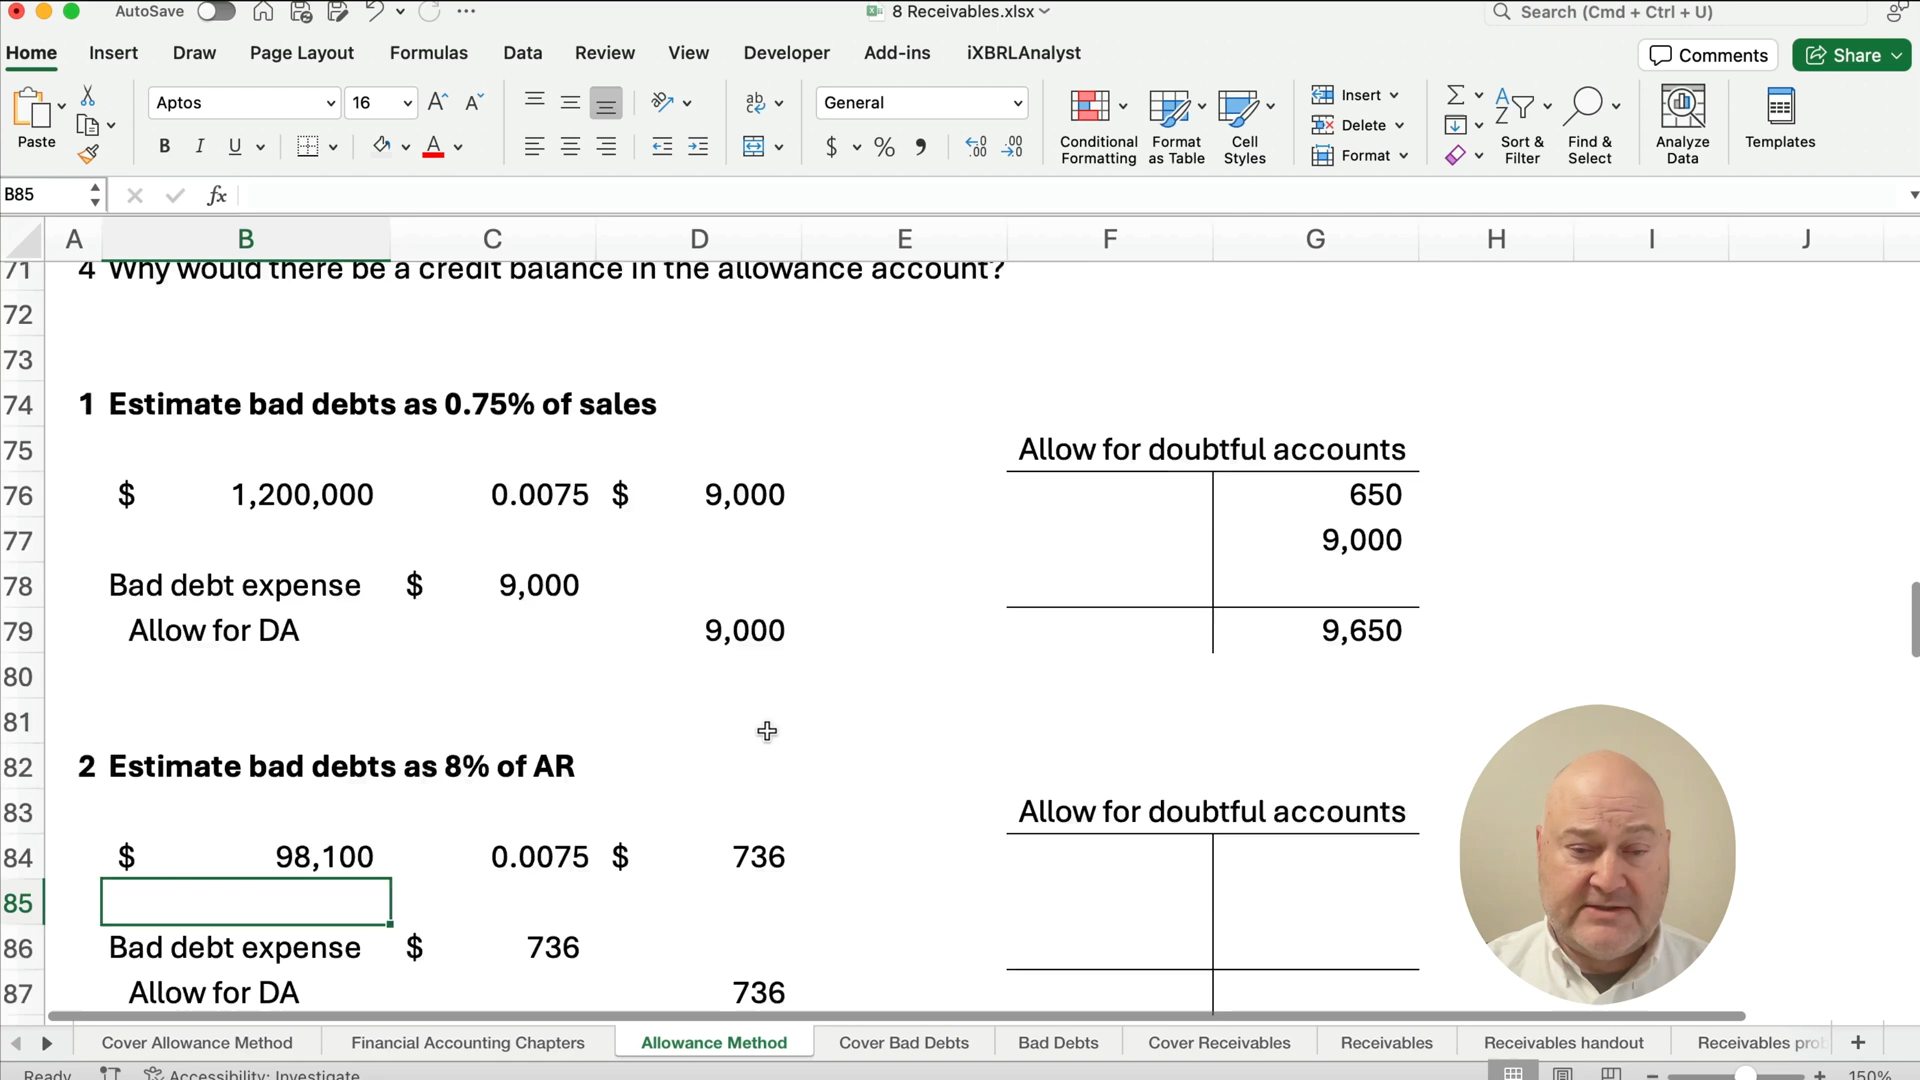 AutoSave
8 Receivables.xlsx
Search (Cmd + Ctrl + U)
Home Insert Draw Page Layout Formulas Data Review View Developer Add-ins iXBRLAnalyst
Comments Share
Paste
Aptos 16
B I U
ab
General
$ % 9
Conditional Formatting
Format as Table
Cell Styles
Insert
Delete
Format
Sort & Filter
Find & Select
Analyze Data
Templates
B85 fx
A B C D E F G H I J
71 4 Why would there be a credit balance in the allowance account?
72
73
74 1 Estimate bad debts as 0.75% of sales
75 Allow for doubtful accounts
76 $ 1,200,000 0.0075 $ 9,000 650
77 9,000
78 Bad debt expense $ 9,000
79 Allow for DA 9,000 9,650
80
81
82 2 Estimate bad debts as 8% of AR
83 Allow for doubtful accounts
84 $ 98,100 0.0075 $ 736
85
86 Bad debt expense $ 736
87 Allow for DA 736
Cover Allowance Method Financial Accounting Chapters Allowance Method Cover Bad Debts Bad Debts Cover Receivables Receivables Receivables handout Receivables pro
Ready Accessibility: Investigate 150%